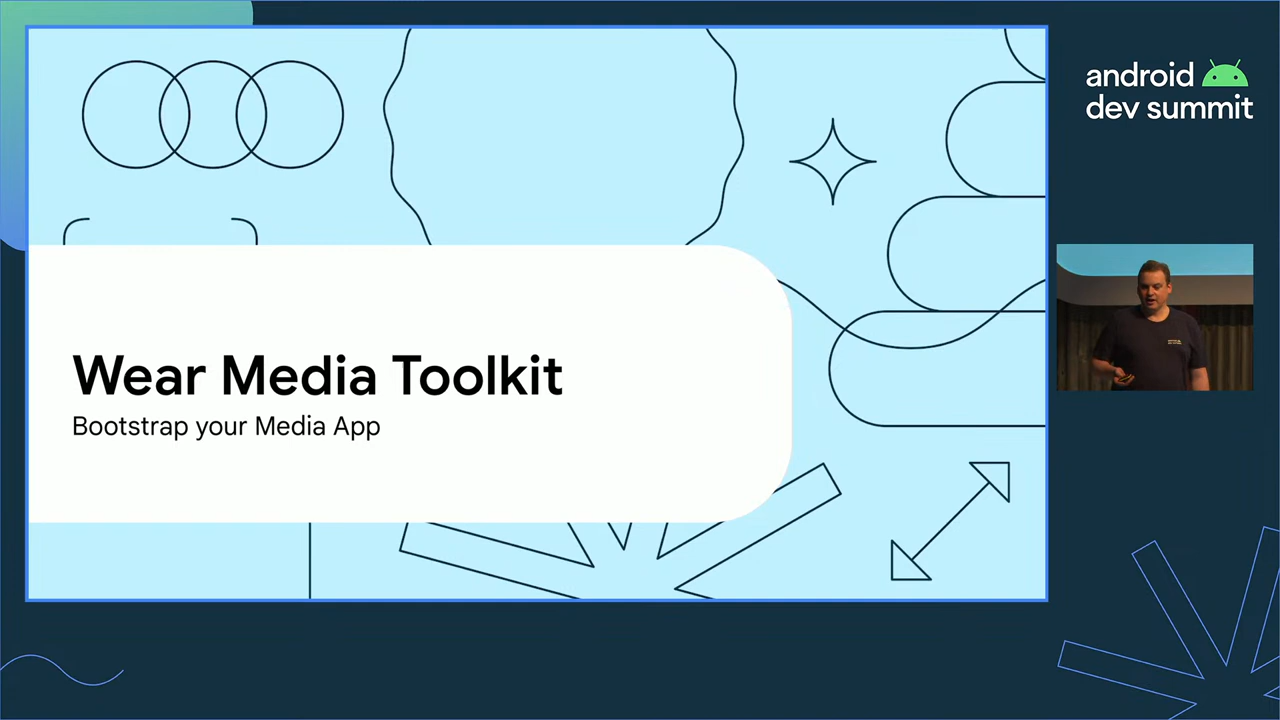 Wear Media Toolkit
Bootstrap your Media App
android
dev summit